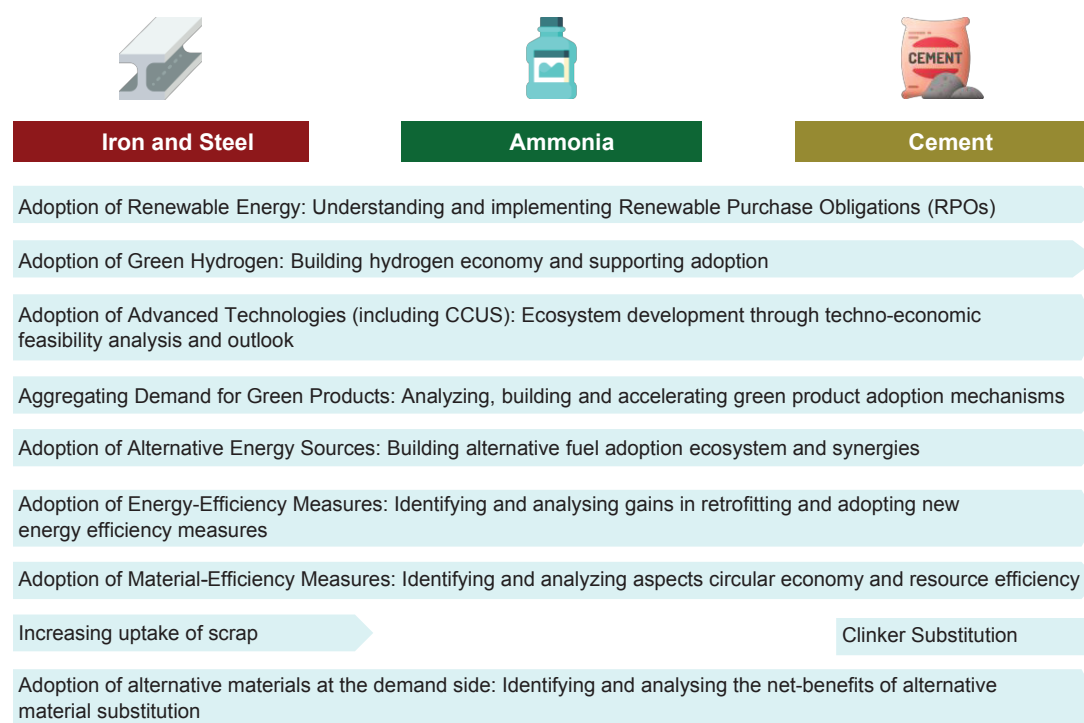 CEMENT
Iron and Steel
Ammonia
Cement
Adoption of Renewable Energy: Understanding and implementing Renewable Purchase Obligations (RPOs)
Adoption of Green Hydrogen: Building hydrogen economy and supporting adoption
Adoption of Advanced Technologies (including CCUS): Ecosystem development through techno-economic
feasibility analysis and outlook
Aggregating Demand for Green Products: Analyzing, building and accelerating green product adoption mechanisms
Adoption of Alternative Energy Sources: Building alternative fuel adoption ecosystem and synergies
Adoption of Energy-Efficiency Measures: Identifying and analysing gains in retrofitting and adopting new
energy efficiency measures
Adoption of Material-Efficiency Measures: Identifying and analyzing aspects circular economy and resource efficiency
Increasing uptake of scrap
Clinker Substitution
Adoption of alternative materials at the demand side: Identifying and analysing the net-benefits of alternative
material substitution